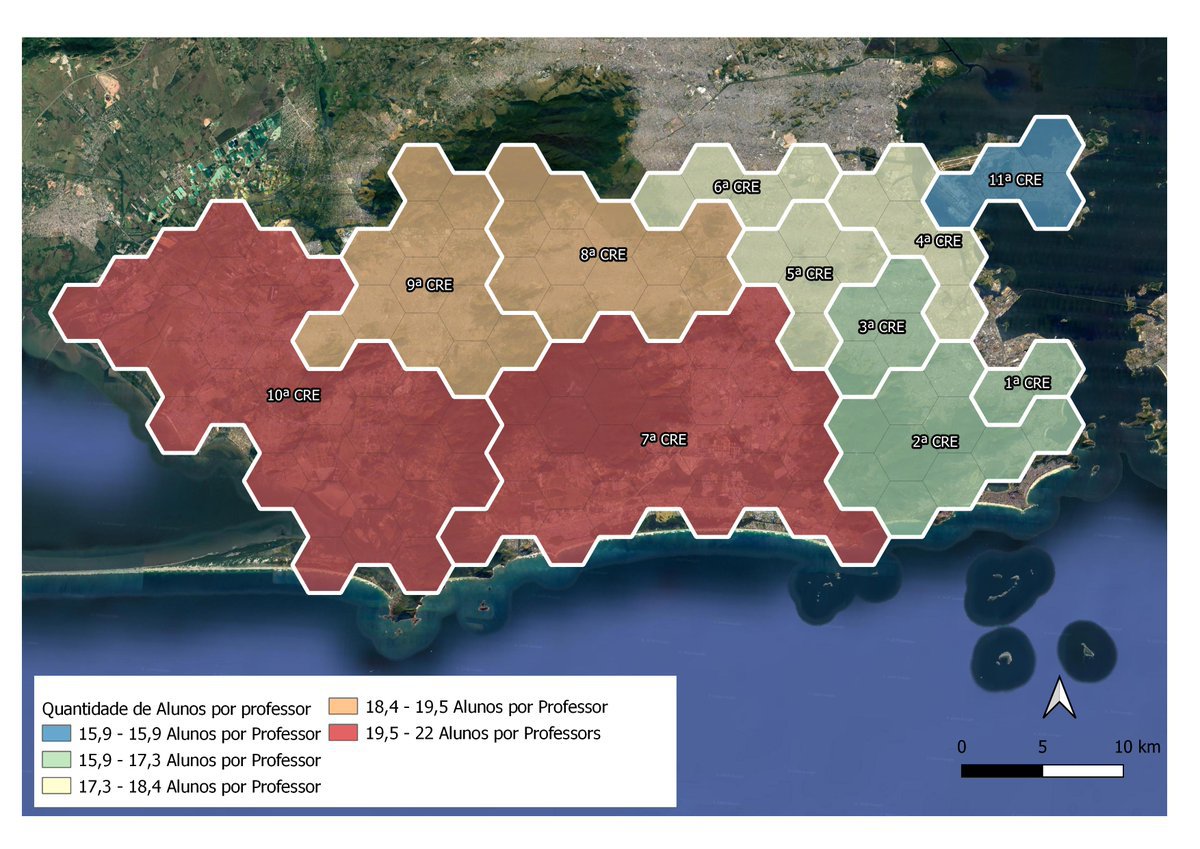 11ª CRE
6ª CRE
4ª CRE
8ª CRE
5ª CRE
9ª CRE
3ª CRE
1ª CRE
10ª CRE
7ª CRE
2ª CRE
Quantidade de Alunos por professor
15,9 - 15,9 Alunos por Professor
15,9 - 17,3 Alunos por Professor
17,3 - 18,4 Alunos por Professor
18,4 - 19,5 Alunos por Professor
19,5 - 22 Alunos por Professors
0 5 10 km